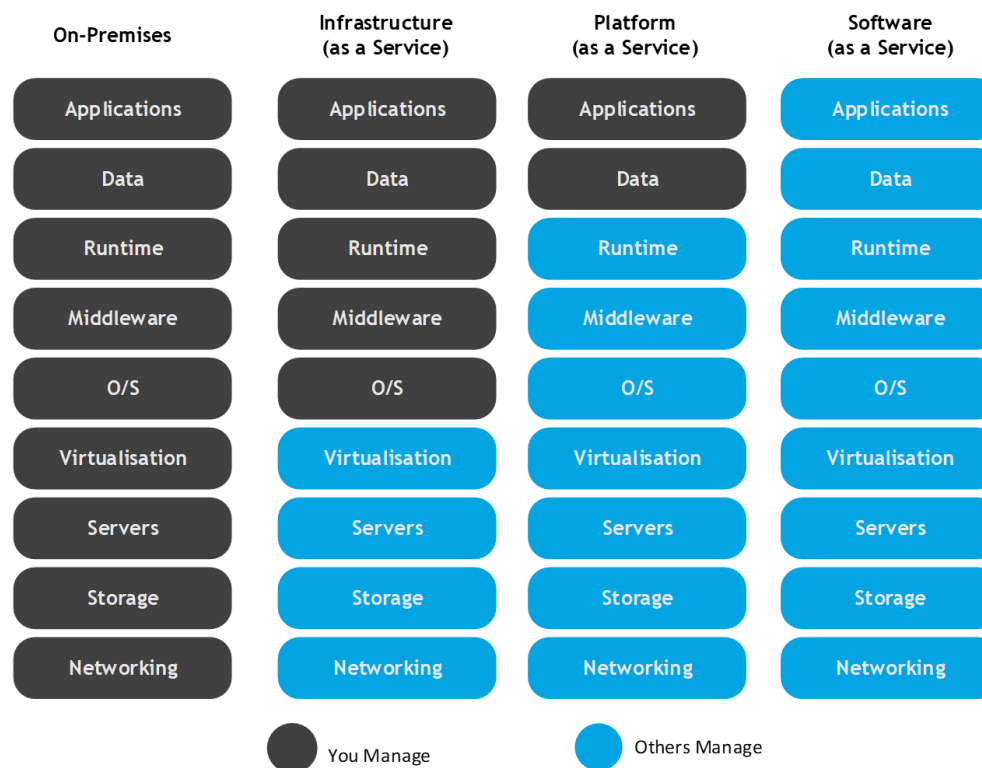 On-Premises
Infrastructure
(as a Service)
Platform
(as a Service)
Software
(as a Service)
Applications
Applications
Applications
Applications
Data
Data
Data
Data
Runtime
Runtime
Runtime
Runtime
Middleware
Middleware
Middleware
Middleware
O/S
O/S
O/S
O/S
Virtualisation
Virtualisation
Virtualisation
Virtualisation
Servers
Servers
Servers
Servers
Storage
Storage
Storage
Storage
Networking
Networking
Networking
Networking
You Manage
Others Manage